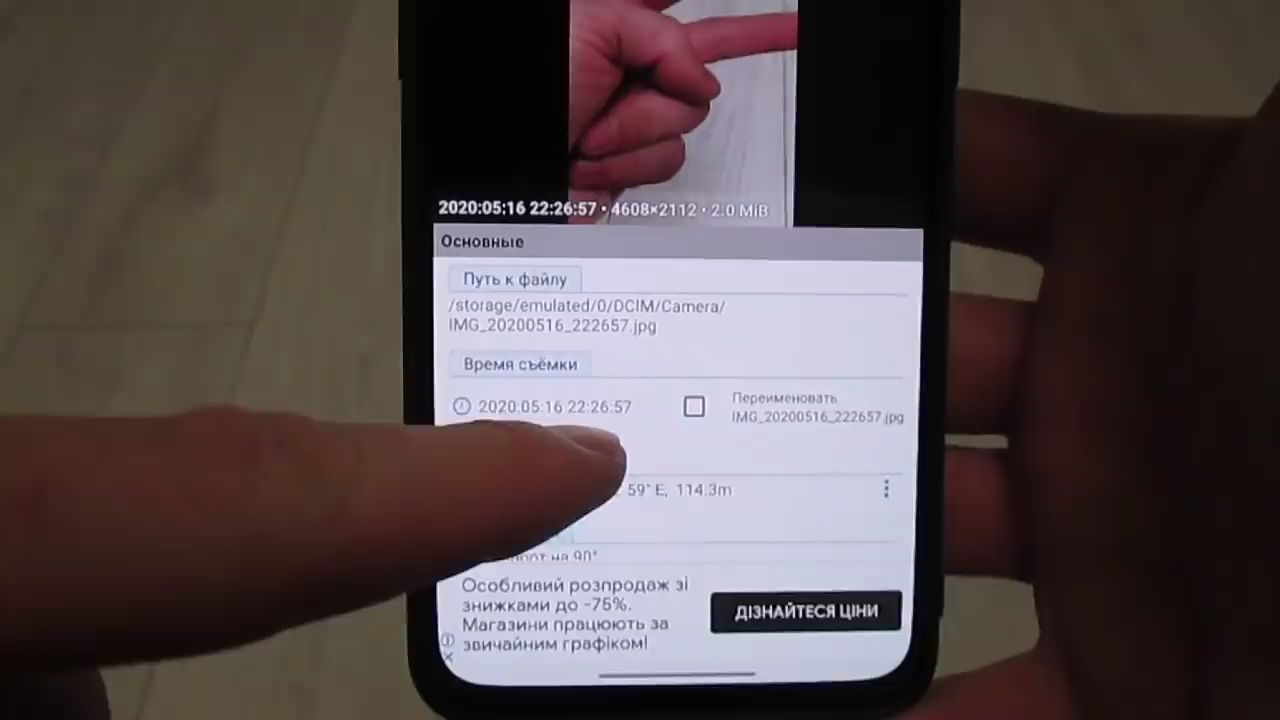 2020:05:16 22:26:57 • 4608×2112 • 2.0 MiB
Основные
Путь к файлу
/storage/emulated/0/DCIM/Camera/
IMG_20200516_222657.jpg
Время съёмки
2020:05:16 22:26:57
Переименовать
IMG_20200516_222657.jpg
59° E, 114.3m
на 90°
Особливий розпродаж зі
знижками до -75%.
Магазини працюють за
звичайним графіком!
ДІЗНАЙТЕСЯ ЦІНИ